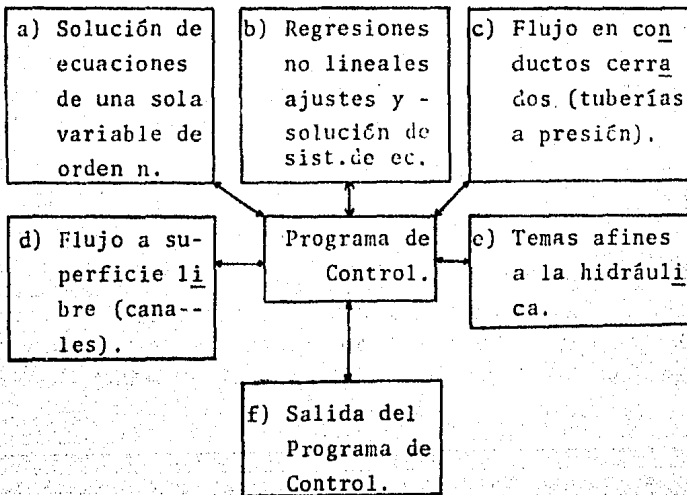 a) Solución de
ecuaciones
de una sola
variable de
orden n.
b) Regresiones
no lineales
ajustes y -
solución de
sist.de ec.
c) Flujo en con
ductos cerra
dos (tuberías
a presión).
d) Flujo a su-
perficie li
bre (cana--
les).
Programa de
Control.
e) Temas afines
a la hidráuli
ca.
f) Salida del
Programa de
Control.